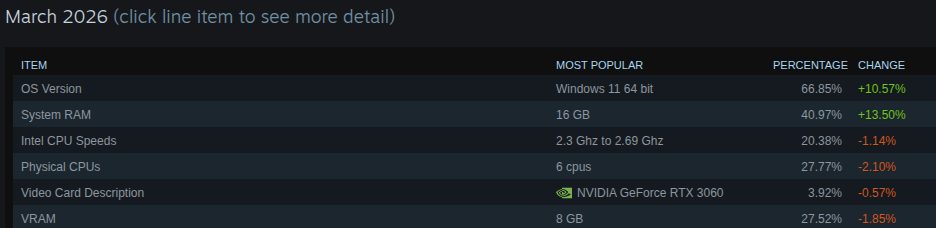 March 2026 (click line item to see more detail)
ITEM MOST POPULAR PERCENTAGE CHANGE
OS Version Windows 11 64 bit 66.85% +10.57%
System RAM 16 GB 40.97% +13.50%
Intel CPU Speeds 2.3 Ghz to 2.69 Ghz 20.38% -1.14%
Physical CPUs 6 cpus 27.77% -2.10%
Video Card Description NVIDIA GeForce RTX 3060 3.92% -0.57%
VRAM 8 GB 27.52% -1.85%